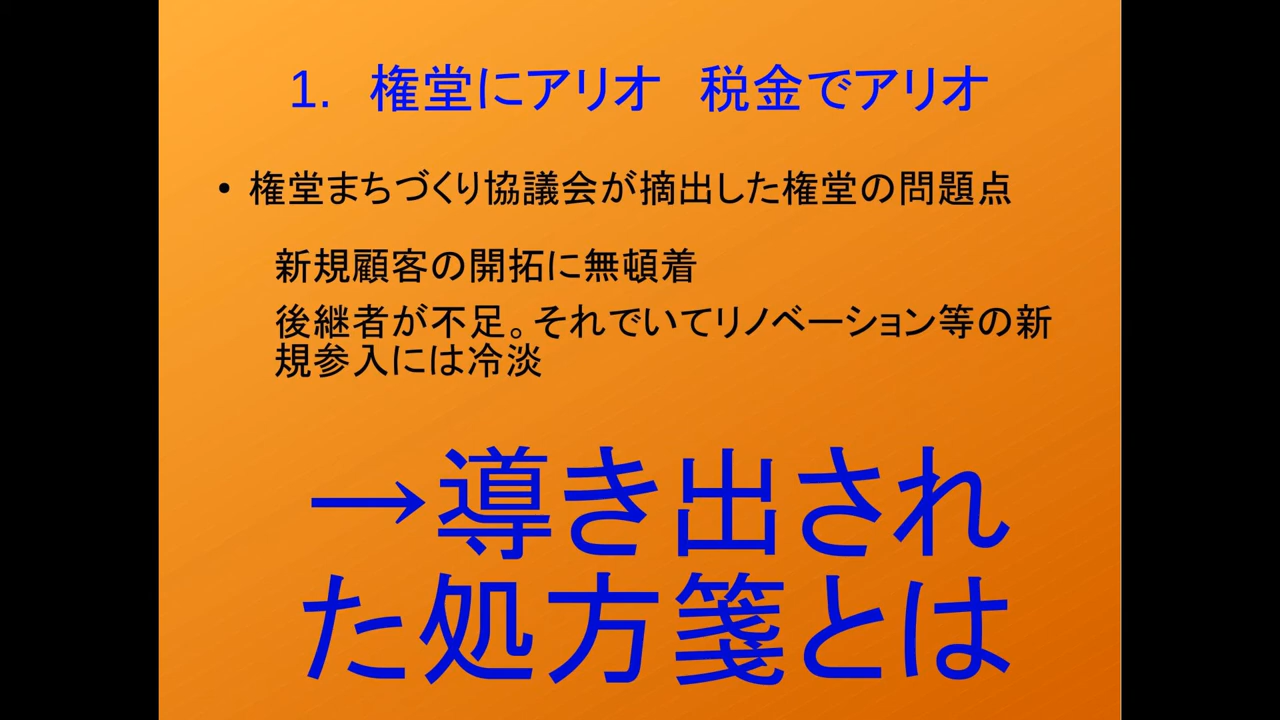 1.　権堂にアリオ　税金でアリオ
• 権堂まちづくり協議会が摘出した権堂の問題点
新規顧客の開拓に無頓着
後継者が不足。それでいてリノベーション等の新
規参入には冷淡
→導き出され
た処方箋とは